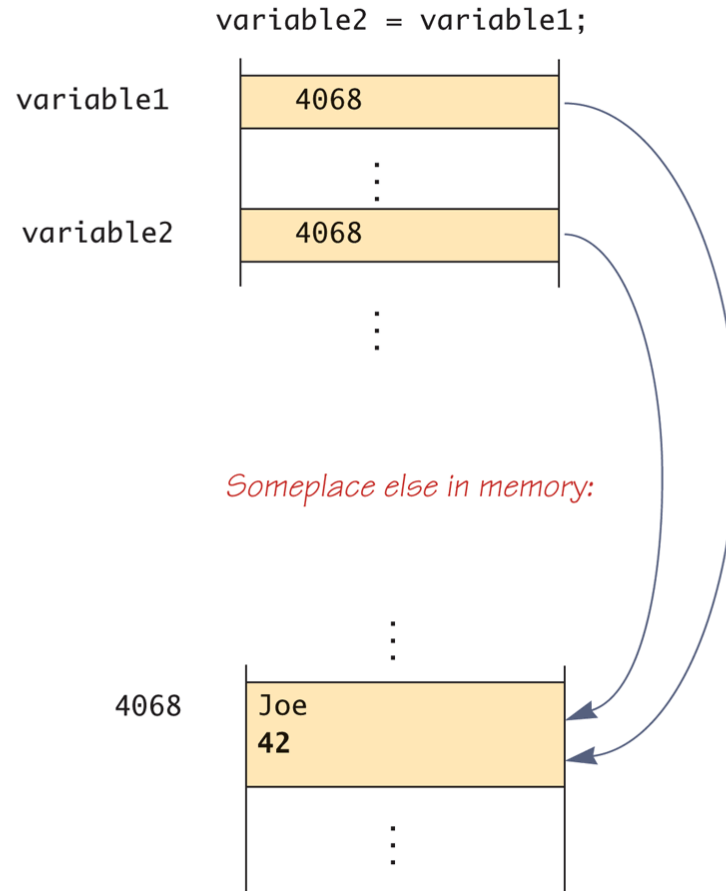 variable2 = variable1;
variable1 4068
variable2 4068
Someplace else in memory:
4068 Joe
42